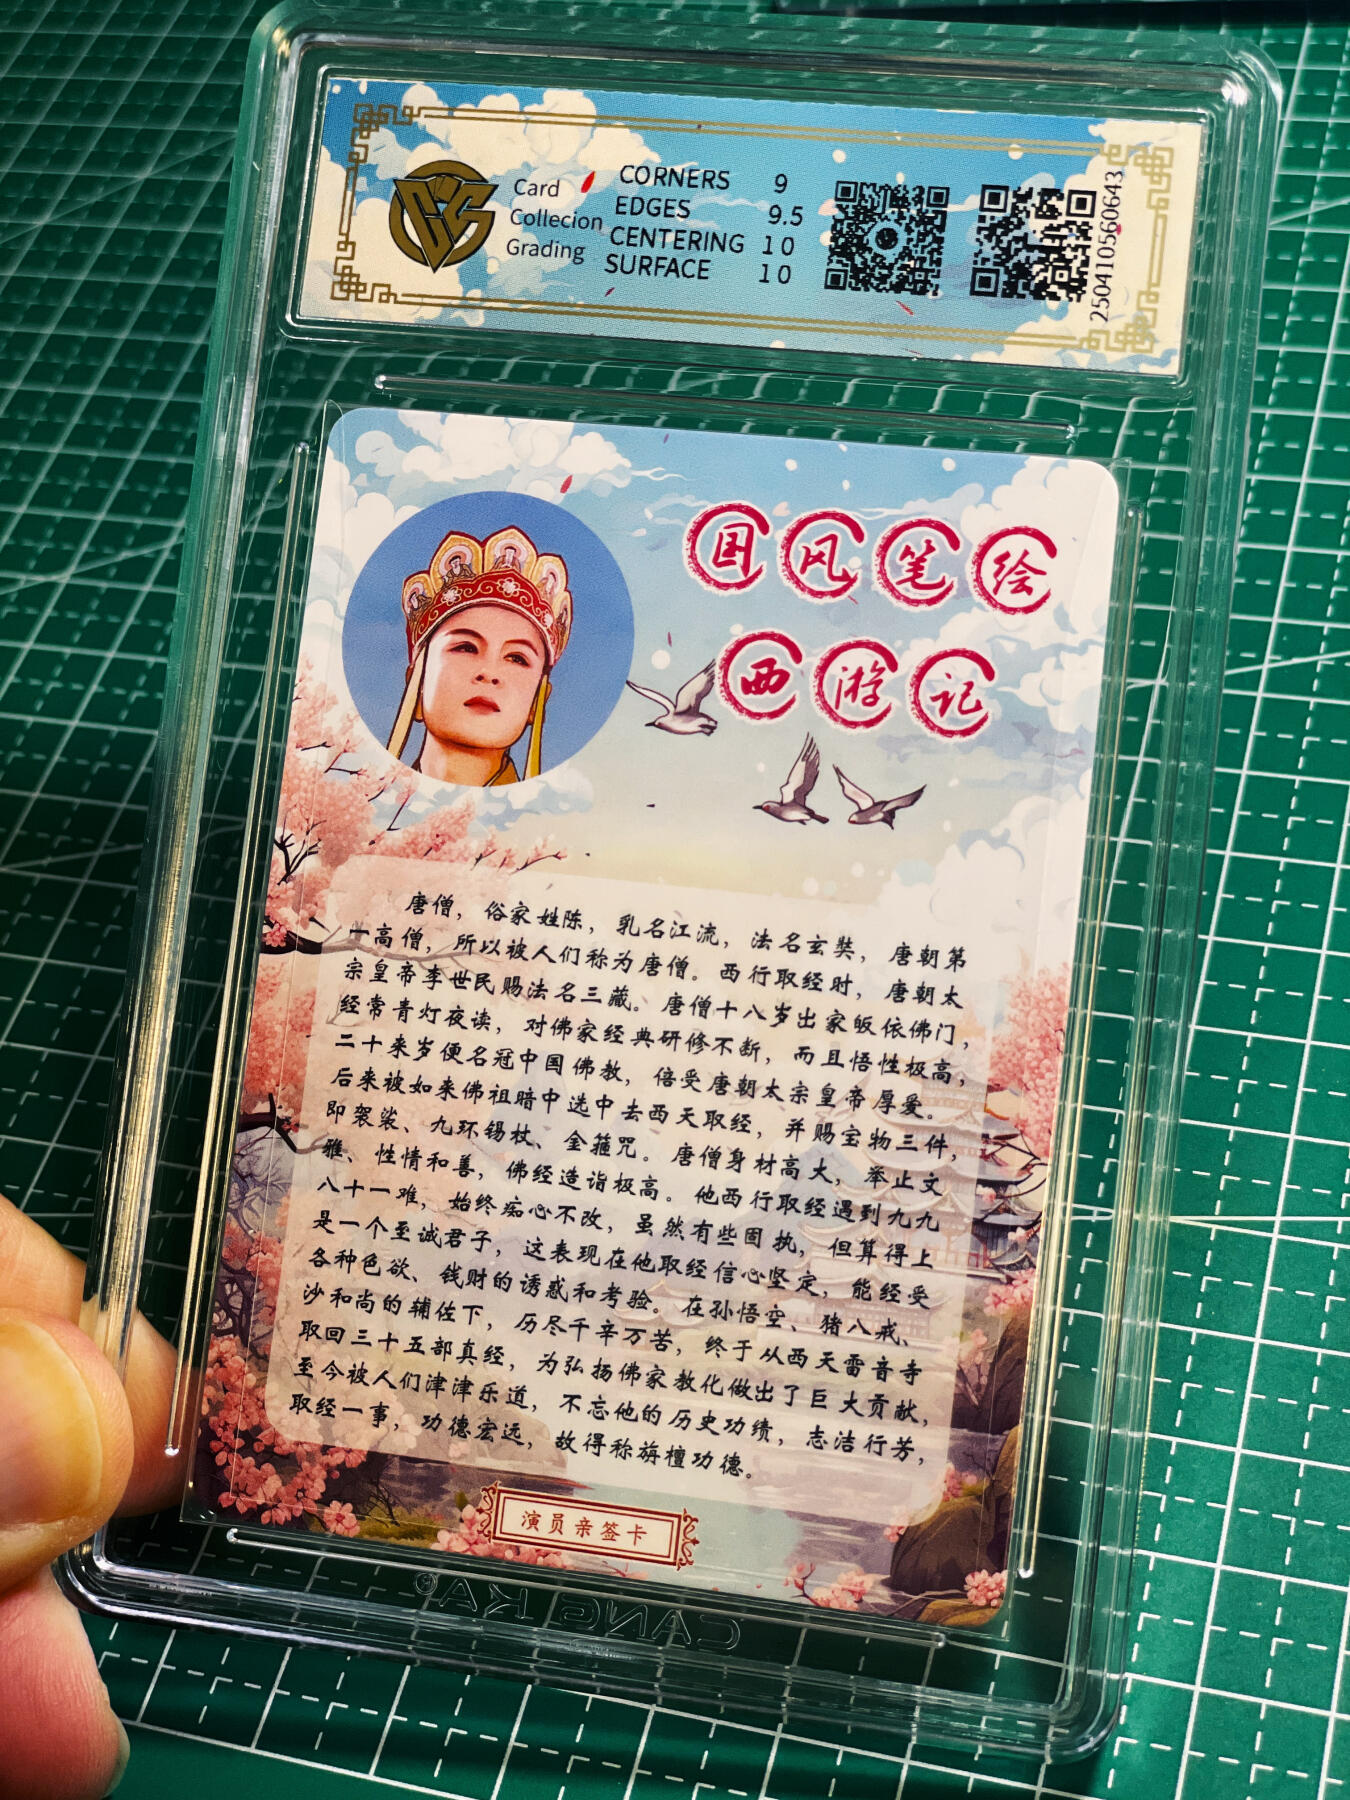 CCS
Card
Collecion
Grading
CORNERS 9
EDGES 9.5
CENTERING 10
SURFACE 10
250410560643
国风笔绘
西游记
唐僧，俗家姓陈，乳名江流，法名玄奘，唐朝第
一高僧，所以被人们称为唐僧。西行取经时，唐朝太
宗皇帝李世民赐法名三藏。唐僧十八岁出家皈依佛门，
经常青灯夜读，对佛家经典研修不断，而且悟性极高，
二十来岁便名冠中国佛教，倍受唐朝太宗皇帝厚爱。
后来被如来佛祖暗中选中去西天取经，并赐宝物三件，
即袈裟、九环锡杖、金箍咒。唐僧身材高大，举止文
雅、性情和善，佛经造诣极高。他西行取经遇到九九
八十一难，始终痴心不改，虽然有些固执，但算得上
是一个至诚君子，这表现在他取经信心坚定，能经受
各种色欲、钱财的诱惑和考验。在孙悟空、猪八戒、
沙和尚的辅佐下，历尽千辛万苦，终于从西天雷音寺
取回三十五部真经，为弘扬佛家教化做出了巨大贡献，
至今被人们津津乐道，不忘他的历史功绩，志洁行芳，
取经一事，功德宏远，故得称旃檀功德。
演员亲签卡
CANG KA®